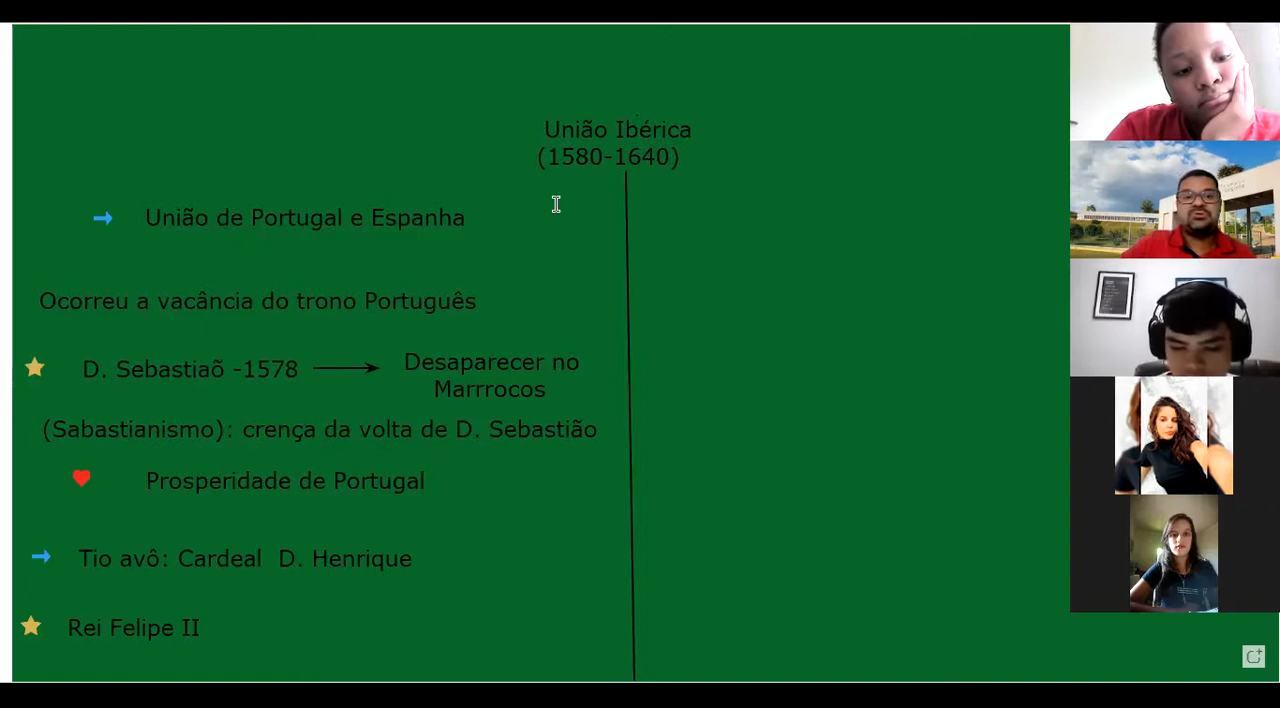 União Ibérica
(1580-1640)
União de Portugal e Espanha
Ocorreu a vacância do trono Português
D. Sebastiaõ -1578
Desaparecer no
Marrrocos
(Sabastianismo): crença da volta de D. Sebastião
Prosperidade de Portugal
Tio avô: Cardeal D. Henrique
Rei Felipe II